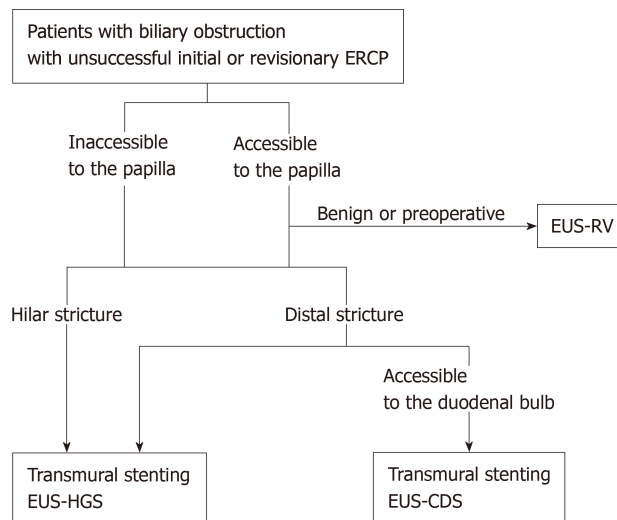 Patients with biliary obstruction
with unsuccessful initial or revisionary ERCP
Inaccessible
to the papilla
Accessible
to the papilla
Benign or preoperative
EUS-RV
Hilar stricture
Distal stricture
Accessible
to the duodenal bulb
Transmural stenting
EUS-HGS
Transmural stenting
EUS-CDS